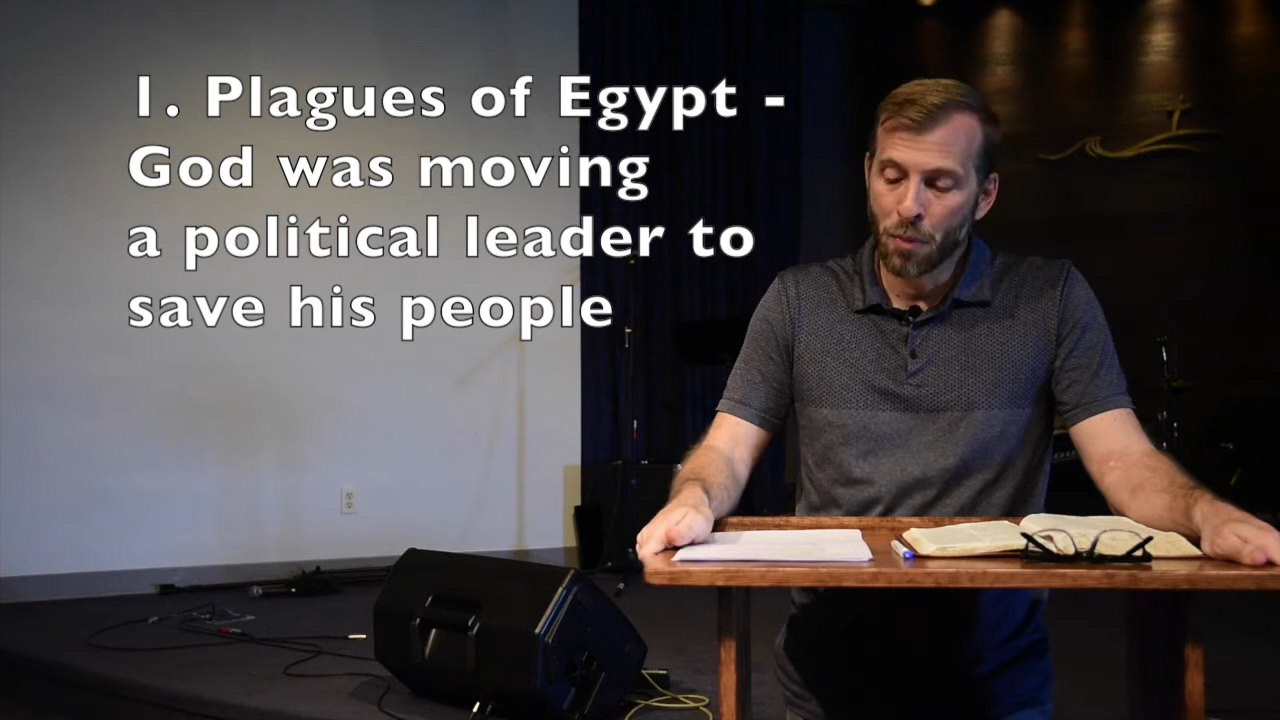 1. Plagues of Egypt -
God was moving
a political leader to
save his people